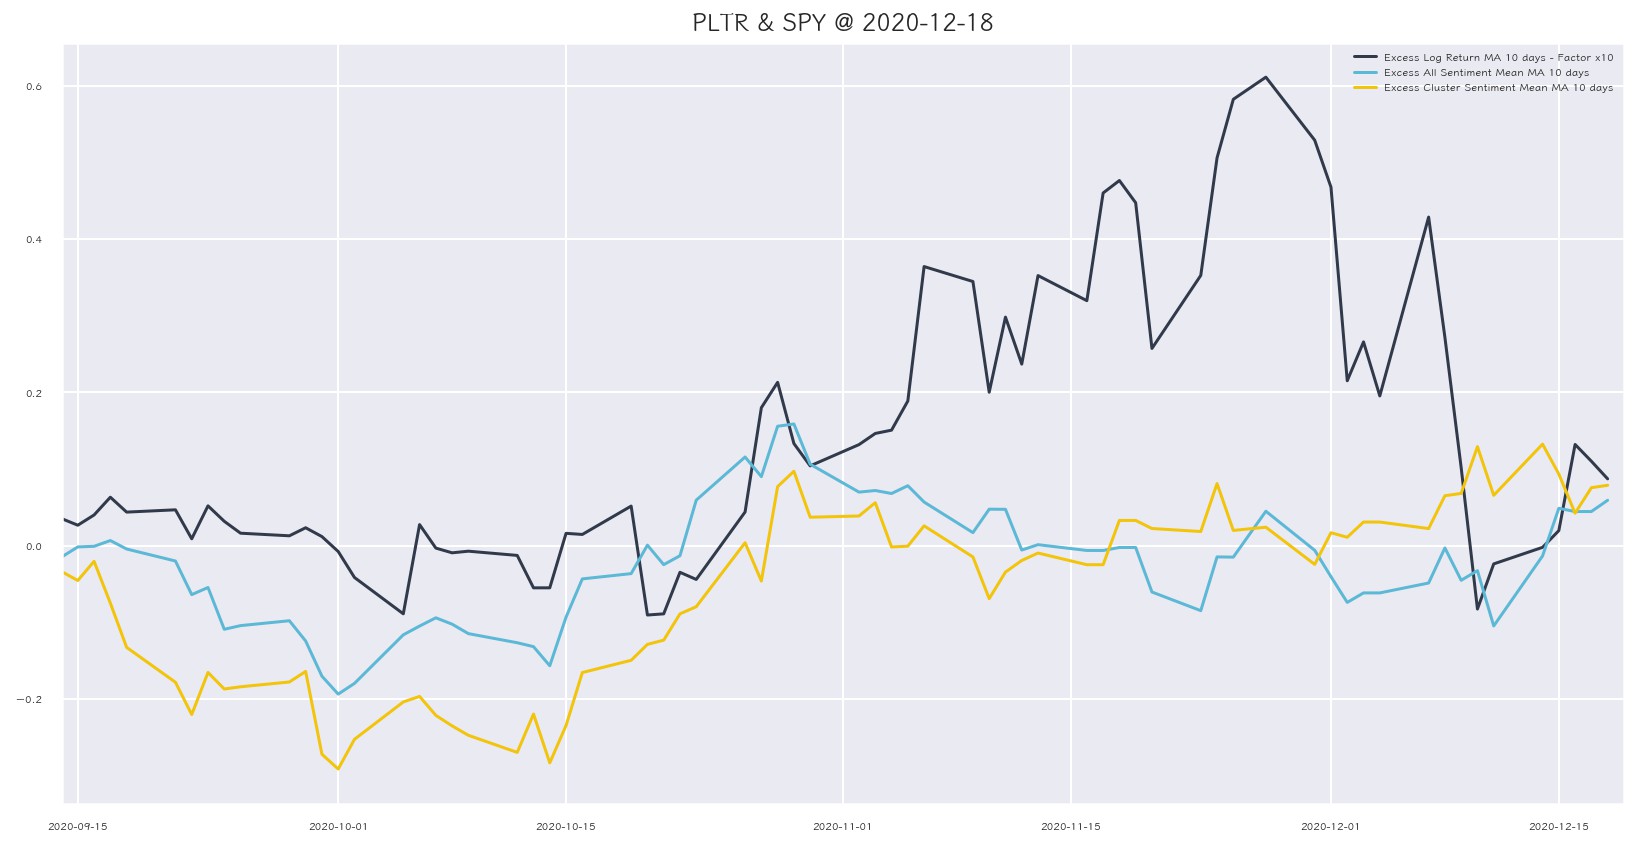 PLTR & SPY @ 2020-12-18
Excess Log Return MA 10 days - Factor x10
Excess All Sentiment Mean MA 10 days
Excess Cluster Sentiment Mean MA 10 days
0.6
0.4
0.2
0.0
−0.2
2020-09-15 2020-10-01 2020-10-15 2020-11-01 2020-11-15 2020-12-01 2020-12-15